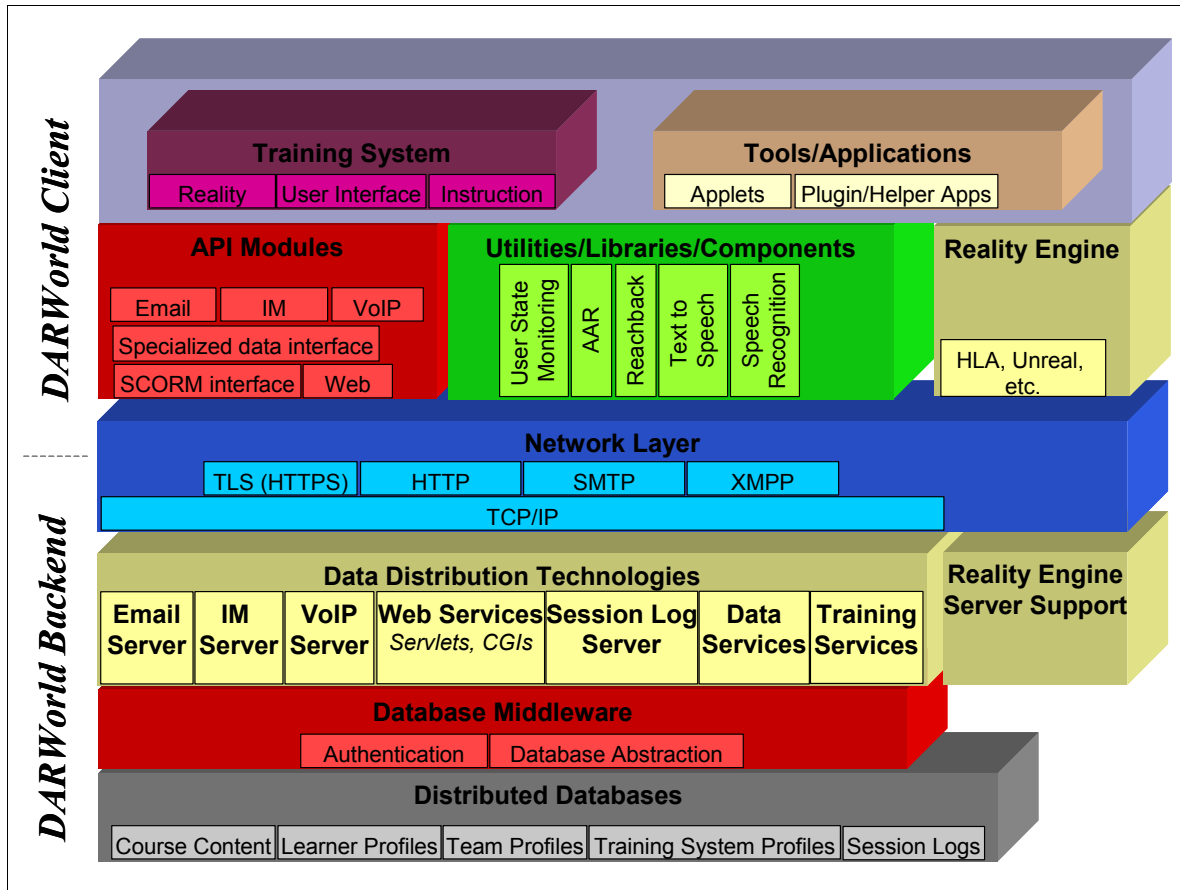 DARWorld Client
Training System
Reality
User Interface
Instruction
Tools/Applications
Applets
Plugin/Helper Apps
API Modules
Email
IM
VoIP
Specialized data interface
SCORM interface
Web
Utilities/Libraries/Components
User State
Monitoring
AAR
Reachback
Text to
Speech
Speech
Recognition
Reality Engine
HLA, Unreal,
etc.
Network Layer
TLS (HTTPS)
HTTP
SMTP
XMPP
TCP/IP
DARWorld Backend
Data Distribution Technologies
Email
Server
IM
Server
VoIP
Server
Web Services
Servlets, CGIs
Session Log
Server
Data
Services
Training
Services
Reality Engine
Server Support
Database Middleware
Authentication
Database Abstraction
Distributed Databases
Course Content
Learner Profiles
Team Profiles
Training System Profiles
Session Logs